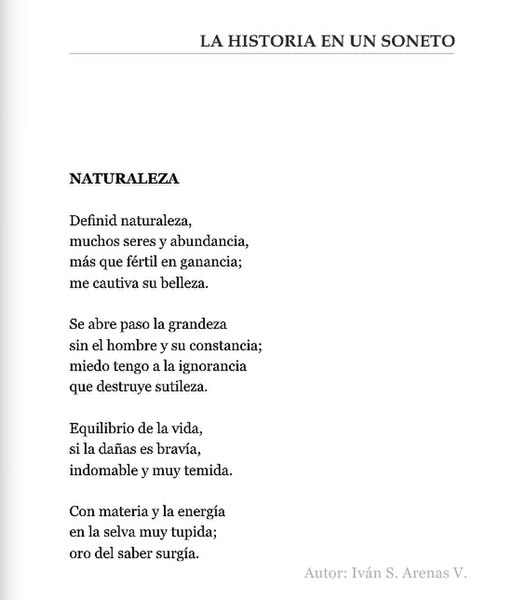 LA HISTORIA EN UN SONETO
NATURALEZA
Definid naturaleza,
muchos seres y abundancia,
más que fértil en ganancia;
me cautiva su belleza.
Se abre paso la grandeza
sin el hombre y su constancia;
miedo tengo a la ignorancia
que destruye sutileza.
Equilibrio de la vida,
si la dañas es bravía,
indomable y muy temida.
Con materia y la energía
en la selva muy tupida;
oro del saber surgía.
Autor: Iván S. Arenas V.